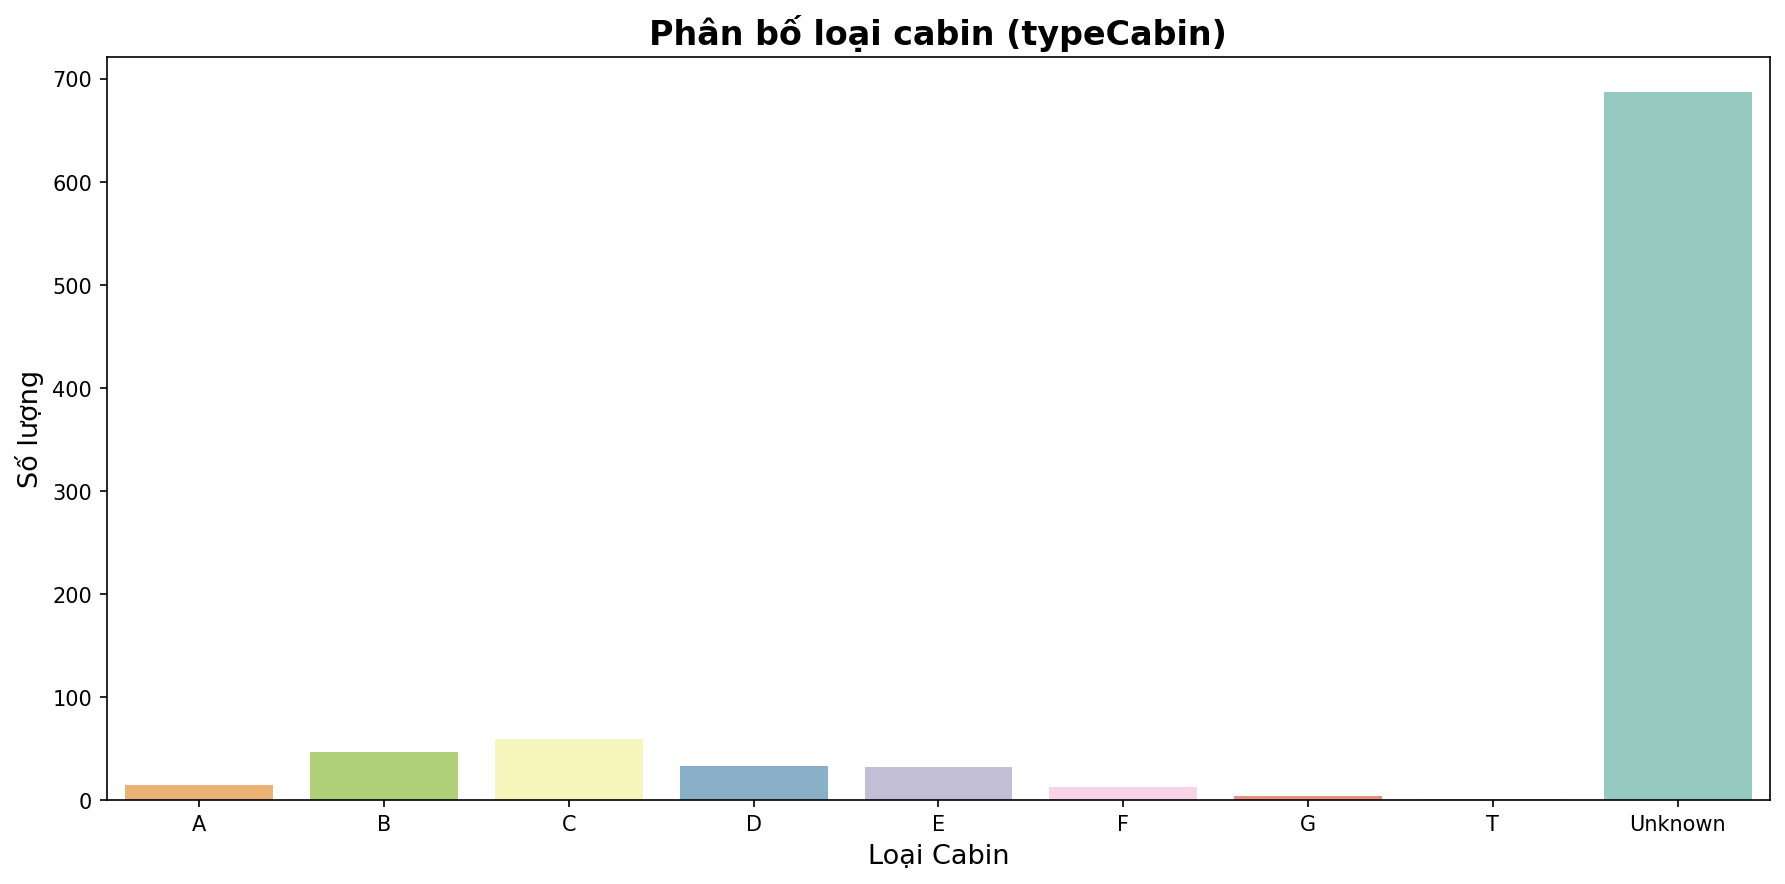 Phân bố loại cabin (typeCabin)
700
600
500
400
300
200
100
0
Số lượng
A B C D E F G T Unknown
Loại Cabin